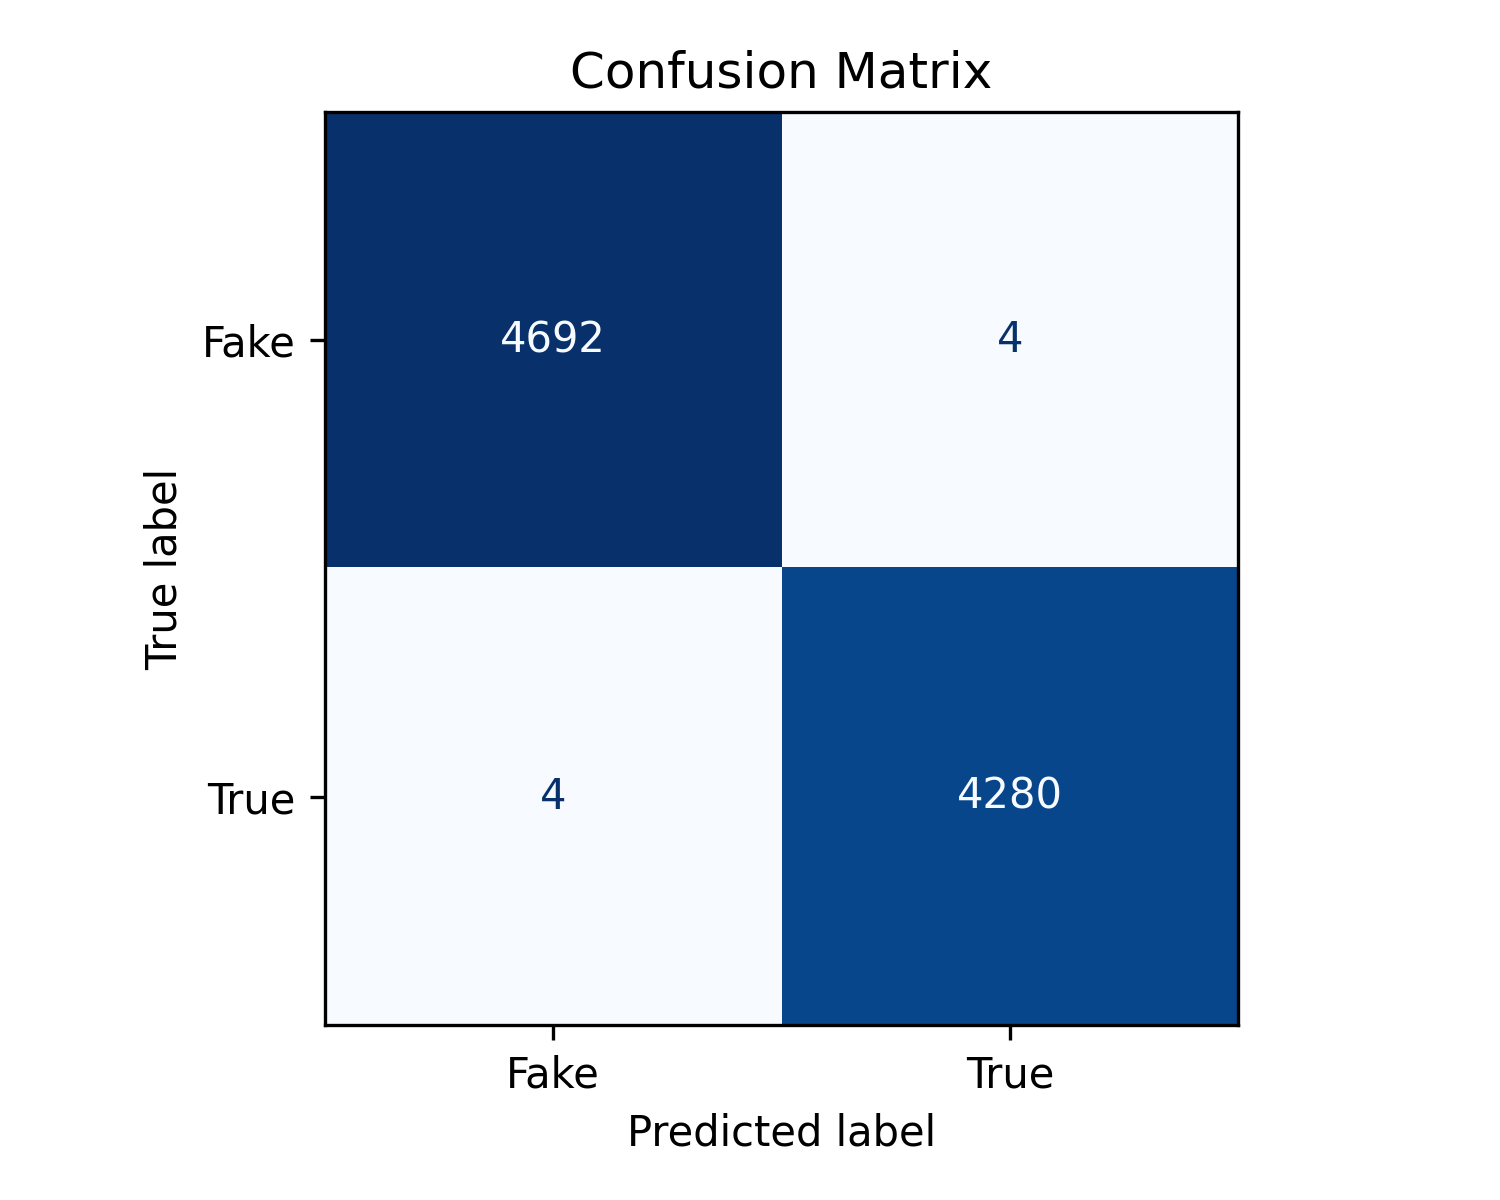 Confusion Matrix
Fake
4692
4
True label
True
4
4280
Fake
True
Predicted label